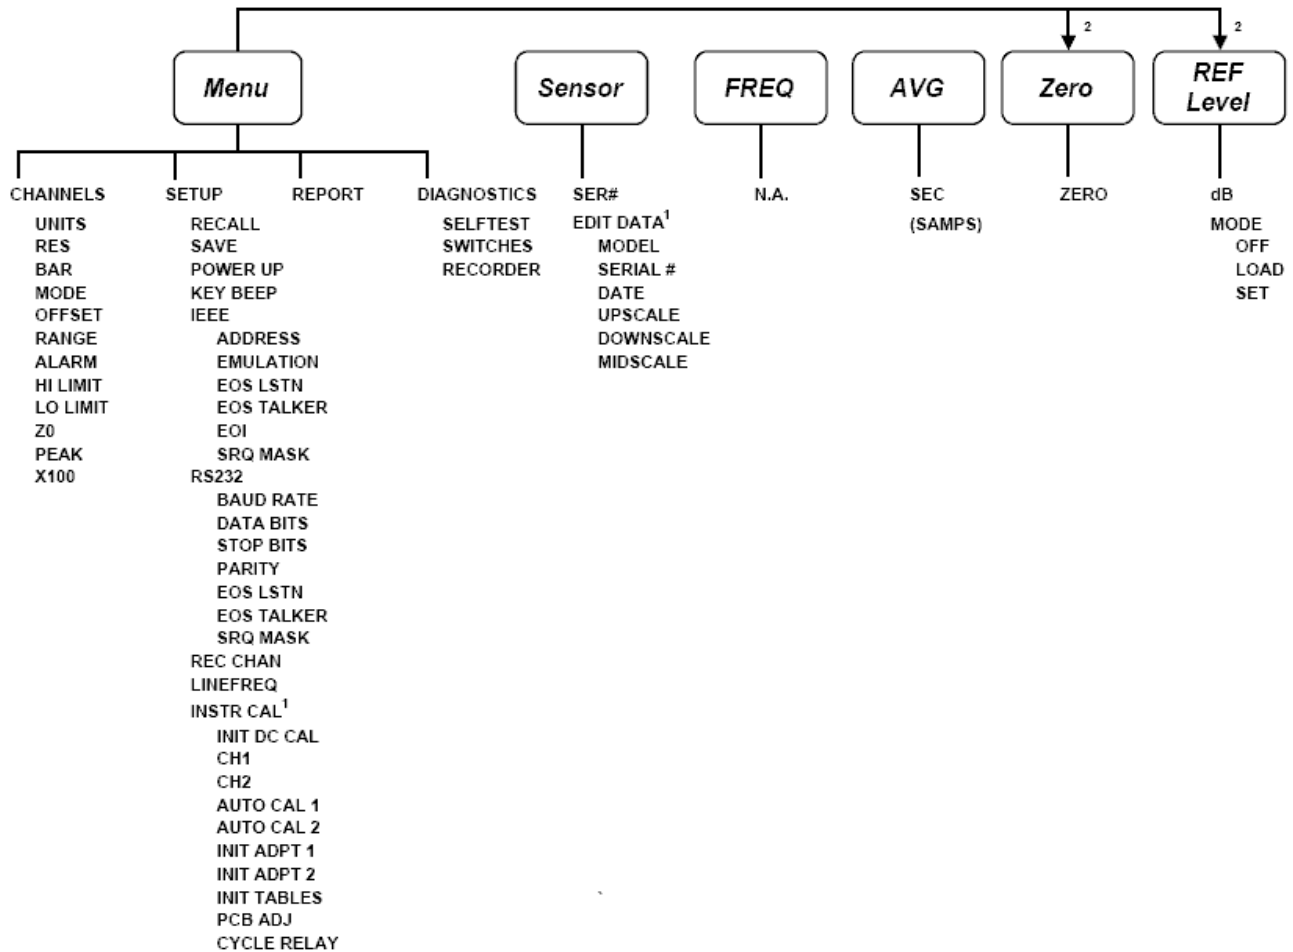 2
2
Menu
Sensor
FREQ
AVG
Zero
REF
Level
CHANNELS
UNITS
RES
BAR
MODE
OFFSET
RANGE
ALARM
HI LIMIT
LO LIMIT
Z0
PEAK
X100
SETUP
RECALL
SAVE
POWER UP
KEY BEEP
IEEE
ADDRESS
EMULATION
EOS LSTN
EOS TALKER
EOI
SRQ MASK
RS232
BAUD RATE
DATA BITS
STOP BITS
PARITY
EOS LSTN
EOS TALKER
SRQ MASK
REC CHAN
LINEFREQ
INSTR CAL1
INIT DC CAL
CH1
CH2
AUTO CAL 1
AUTO CAL 2
INIT ADPT 1
INIT ADPT 2
INIT TABLES
PCB ADJ
CYCLE RELAY
REPORT
DIAGNOSTICS
SELFTEST
SWITCHES
RECORDER
SER#
EDIT DATA1
MODEL
SERIAL #
DATE
UPSCALE
DOWNSCALE
MIDSCALE
N.A.
SEC
(SAMPS)
ZERO
dB
MODE
OFF
LOAD
SET